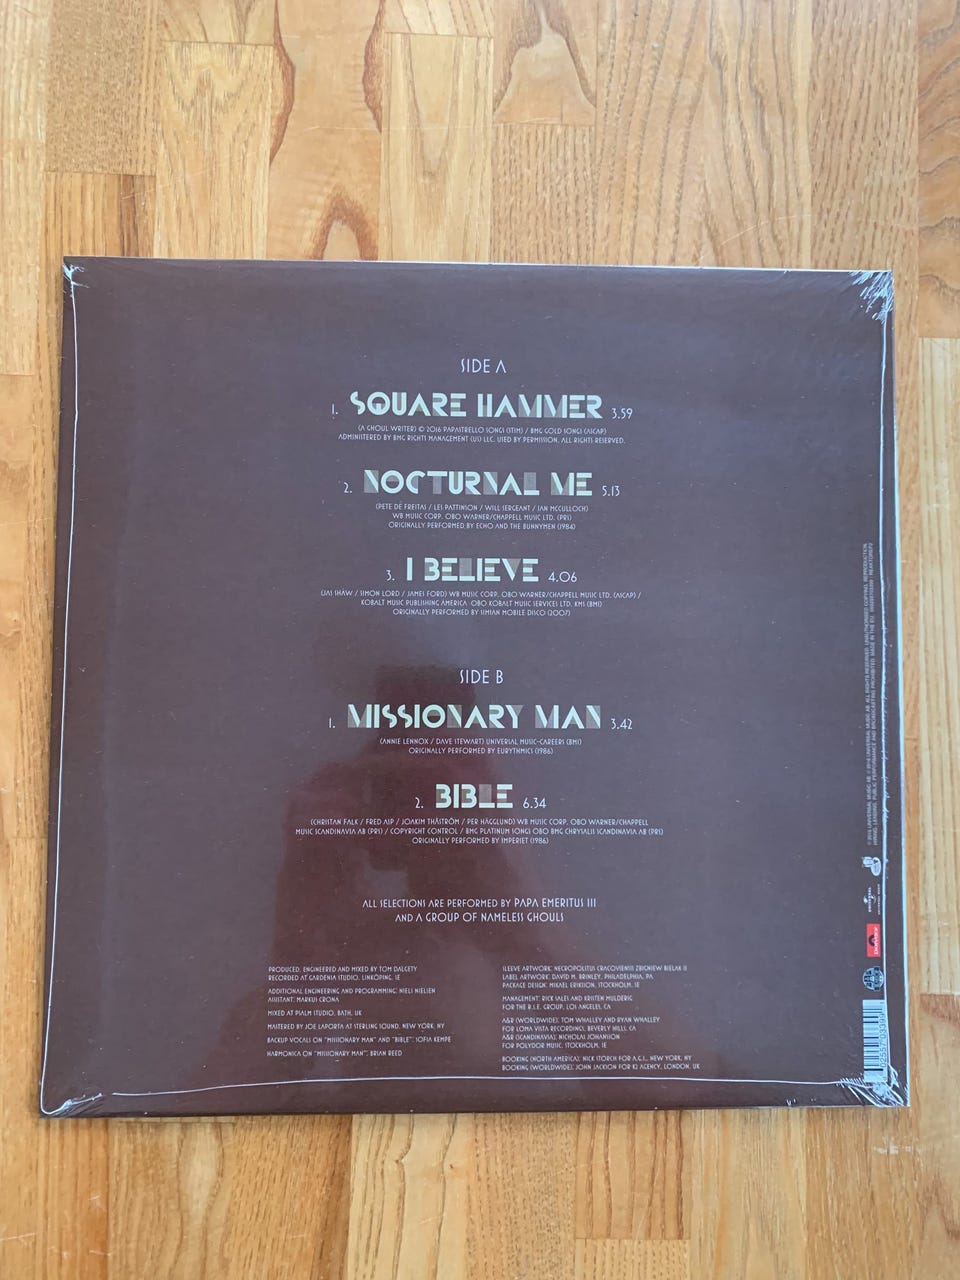 SIDE A
1. SQUARE HAMMER 3.59
(A GHOUL WRITER) © 2016 PAPASTRELLO SONGS (STIM) / BMG GOLD SONGS (ASCAP)
ADMINISTERED BY BMG RIGHTS MANAGEMENT (US) LLC. USED BY PERMISSION. ALL RIGHTS RESERVED.
2. NOCTURNAL ME 5.13
(PETE DE FREITAS / LES PATTINSON / WILL SERGEANT / IAN MCCULLOCH)
WB MUSIC CORP. OBO WARNER/CHAPPELL MUSIC LTD. (PRS)
ORIGINALLY PERFORMED BY ECHO AND THE BUNNYMEN (1984)
3. I BELIEVE 4.06
(JAS SHAW / SIMON LORD / JAMES FORD) WB MUSIC CORP. OBO WARNER/CHAPPELL MUSIC LTD. (ASCAP) /
KOBALT MUSIC PUBLISHING AMERICA OBO KOBALT MUSIC SERVICES LTD. KMS (BMI)
ORIGINALLY PERFORMED BY SIMIAN MOBILE DISCO (2007)
SIDE B
1. MISSIONARY MAN 3.42
(ANNIE LENNOX / DAVE STEWART) UNIVERSAL MUSIC-CAREERS (BMI)
ORIGINALLY PERFORMED BY EURYTHMICS (1986)
2. BIBLE 6.34
(CHRISTIAN FALK / FRED ASP / JOAKIM THÅSTRÖM / PER HÄGGLUND) WB MUSIC CORP. OBO WARNER/CHAPPELL
MUSIC SCANDINAVIA AB (PRS) / COPYRIGHT CONTROL / BMG PLATINUM SONGS OBO BMG CHRYSALIS SCANDINAVIA AB (PRS)
ORIGINALLY PERFORMED BY IMPERIET (1986)
ALL SELECTIONS ARE PERFORMED BY PAPA EMERITUS III
AND A GROUP OF NAMELESS GHOULS
PRODUCED, ENGINEERED AND MIXED BY TOM DALGETY
RECORDED AT GARDENIA STUDIO, LINKÖPING, SE
ADDITIONAL ENGINEERING AND PROGRAMMING: NIELS NIELSEN
ASSISTANT: MARKUS CRONA
MIXED AT PSALM STUDIO, BATH, UK
MASTERED BY JOE LAPORTA AT STERLING SOUND, NEW YORK, NY
BACKUP VOCALS ON "MISSIONARY MAN" AND "BIBLE": SOFIA KEMPE
HARMONICA ON "MISSIONARY MAN": BRIAN REED
SLEEVE ARTWORK: NECROPOLITUS CRACOVIENSIS ZBIGNIEW BIELAK II
LABEL ARTWORK: DAVID M. BRINLEY, PHILADELPHIA, PA
PACKAGE DESIGN: MIKAEL ERIKSSON, STOCKHOLM, SE
MANAGEMENT: RICK SALES AND KRISTEN MULDERIG
FOR THE R.S.E. GROUP, LOS ANGELES, CA
A&R (WORLDWIDE): TOM WHALLEY AND RYAN WHALLEY
FOR LOMA VISTA RECORDINGS, BEVERLY HILLS, CA
A&R (SCANDINAVIA): NICHOLAS JOHANSSON
FOR POLYDOR MUSIC, STOCKHOLM, SE
BOOKING (NORTH AMERICA): NICK STORCH FOR A.G.I., NEW YORK, NY
BOOKING (WORLDWIDE): JOHN JACKSON FOR K2 AGENCY, LONDON, UK
UNIVERSAL